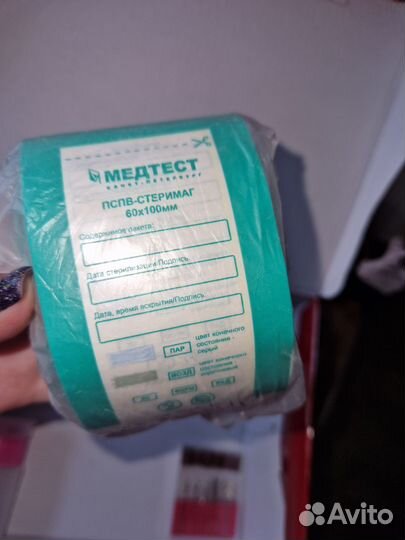 МЕДТЕСТ
САНКТ-ПЕТЕРБУРГ
ПСПВ-СТЕРИМАГ
60х100мм
Содержимое пакета:
Дата стерилизации/Подпись:
Дата, время вскрытия/Подпись:
ПАР
цвет конечного
состояния -
серый
ВОЗД
цвет конечного
состояния -
коричневый
РАД
Avito